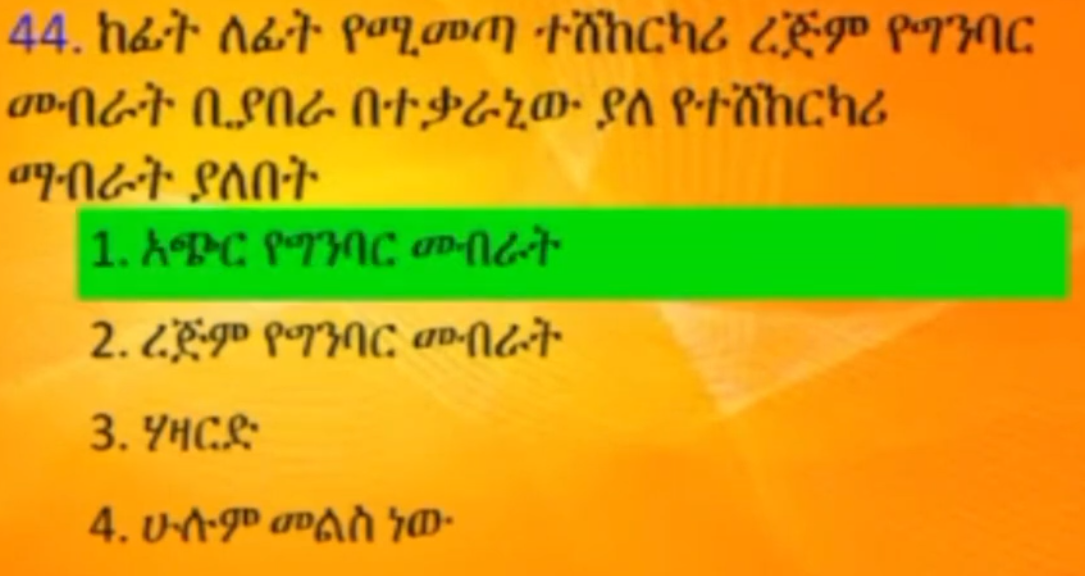 44. ከፊት ለፊት የሚመጣ ተሽከርካሪ ረጅም የግንባር
መብራት ቢያበራ በተቃራኒው ያለ የተሽከርካሪ
ማብራት ያለበት
1. አጭር የግንባር መብራት
2. ረጅም የግንባር መብራት
3. ሃዛርድ
4. ሁሉም መልስ ነው